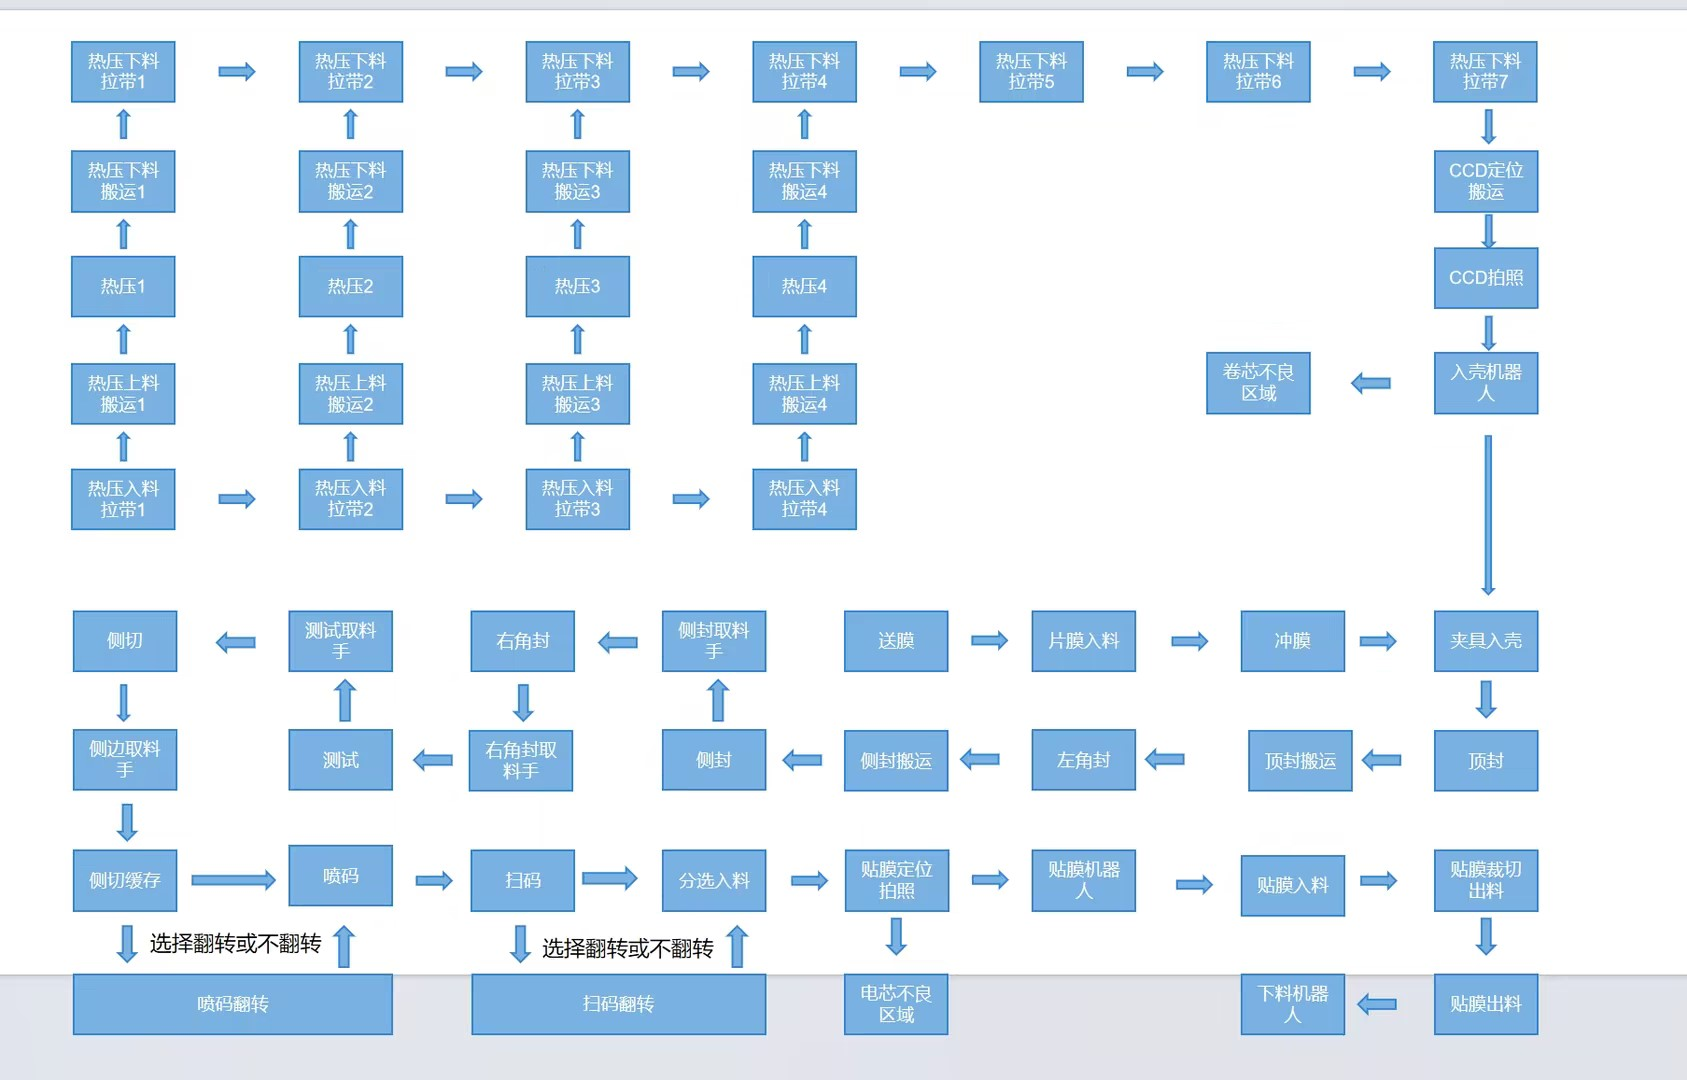 热压下料
拉带1
热压下料
拉带2
热压下料
拉带3
热压下料
拉带4
热压下料
拉带5
热压下料
拉带6
热压下料
拉带7
热压下料
搬运1
热压下料
搬运2
热压下料
搬运3
热压下料
搬运4
CCD定位
搬运
热压1
热压2
热压3
热压4
CCD拍照
热压上料
搬运1
热压上料
搬运2
热压上料
搬运3
热压上料
搬运4
卷芯不良
区域
入壳机器
人
热压入料
拉带1
热压入料
拉带2
热压入料
拉带3
热压入料
拉带4
侧切
测试取料
手
右角封
侧封取料
手
送膜
片膜入料
冲膜
夹具入壳
侧边取料
手
测试
右角封取
料手
侧封
侧封搬运
左角封
顶封搬运
顶封
侧切缓存
喷码
扫码
分选入料
贴膜定位
拍照
贴膜机器
人
贴膜入料
贴膜裁切
出料
选择翻转或不翻转
选择翻转或不翻转
喷码翻转
扫码翻转
电芯不良
区域
下料机器
人
贴膜出料